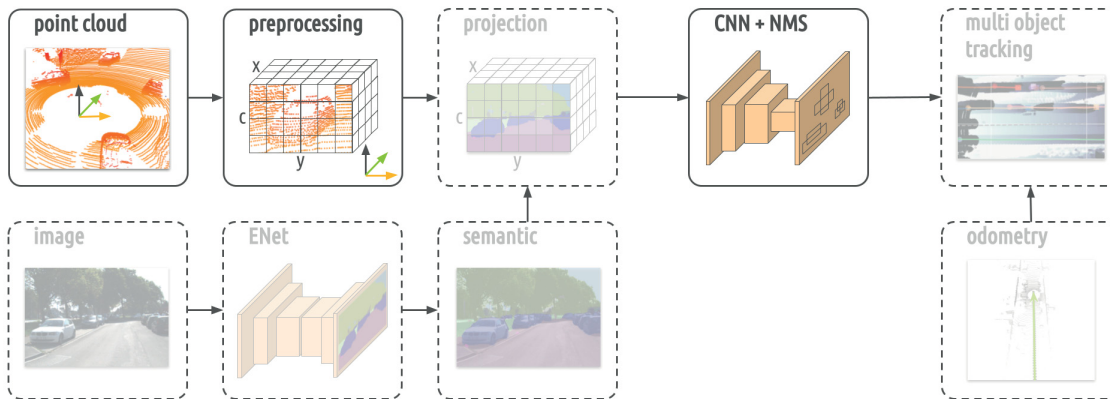 point cloud
preprocessing
projection
CNN + NMS
multi object
tracking
x
c
y
x
c
y
image
ENet
semantic
odometry